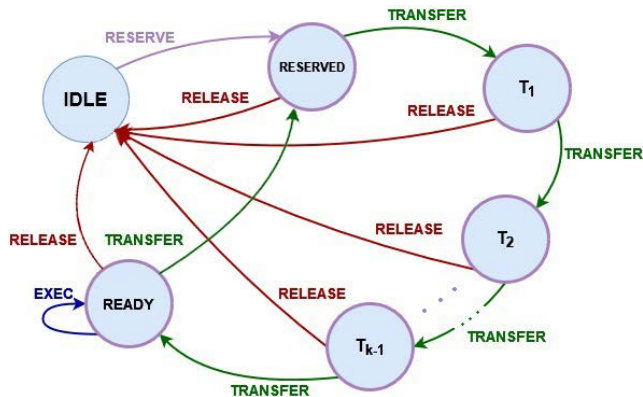 TRANSFER
RESERVE
RESERVED
IDLE
RELEASE
T1
RELEASE
TRANSFER
T2
RELEASE
TRANSFER
RELEASE
EXEC
READY
RELEASE
Tk-1
TRANSFER
TRANSFER